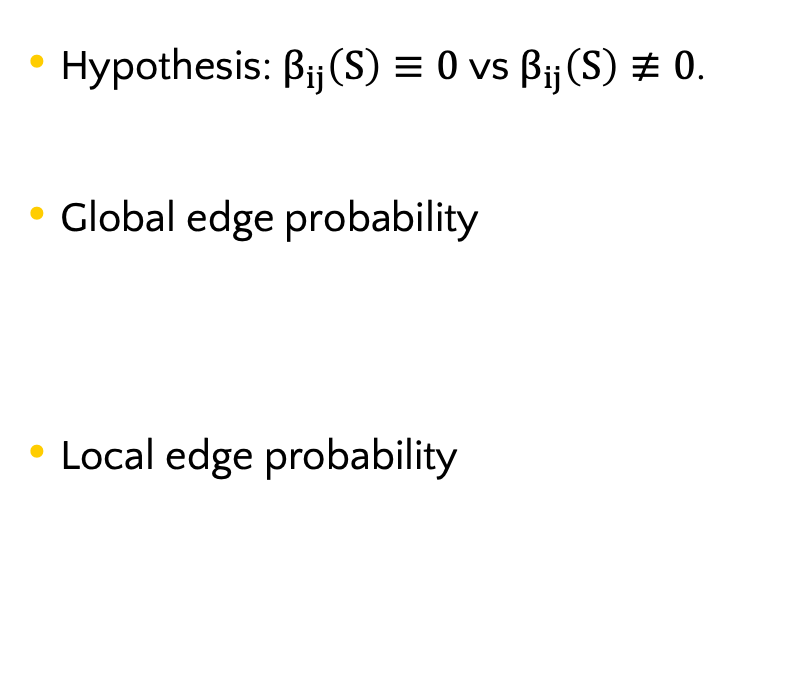 • Hypothesis: βᵢⱼ(S) ≡ 0 vs βᵢⱼ(S) ≢ 0.
• Global edge probability
• Local edge probability